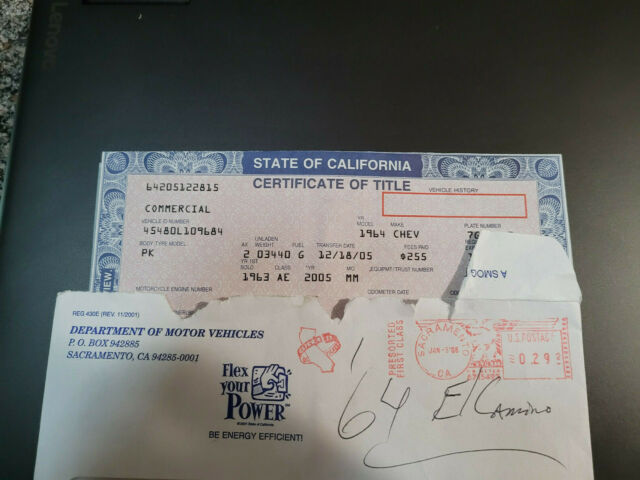 Lenovo
STATE OF CALIFORNIA
CERTIFICATE OF TITLE
64205122815
VEHICLE HISTORY
COMMERCIAL
VEHICLE ID NUMBER
YR. MODEL
MAKE
PLATE NUMBER
45480L109684
1964 CHEV
BODY TYPE MODEL
AX
UNLADEN WEIGHT
FUEL
TRANSFER DATE
FEES PAID
PK
2 03440 G 12/18/05
$255
YR 1ST SOLD
CLASS
*YR
MO
EQUIPMT/TRUST NUMBER
1963 AE 2005 MM
MOTORCYCLE ENGINE NUMBER
ODOMETER DATE
A SMOG
REG 430E (REV. 11/2001)
DEPARTMENT OF MOTOR VEHICLES
P. O. BOX 942885
SACRAMENTO, CA 94285-0001
Flex
your
POWER
BE ENERGY EFFICIENT!
PRESORTED
FIRST CLASS
SACRAMENTO
CA
U.S. POSTAGE
0.29
'64 El Camino